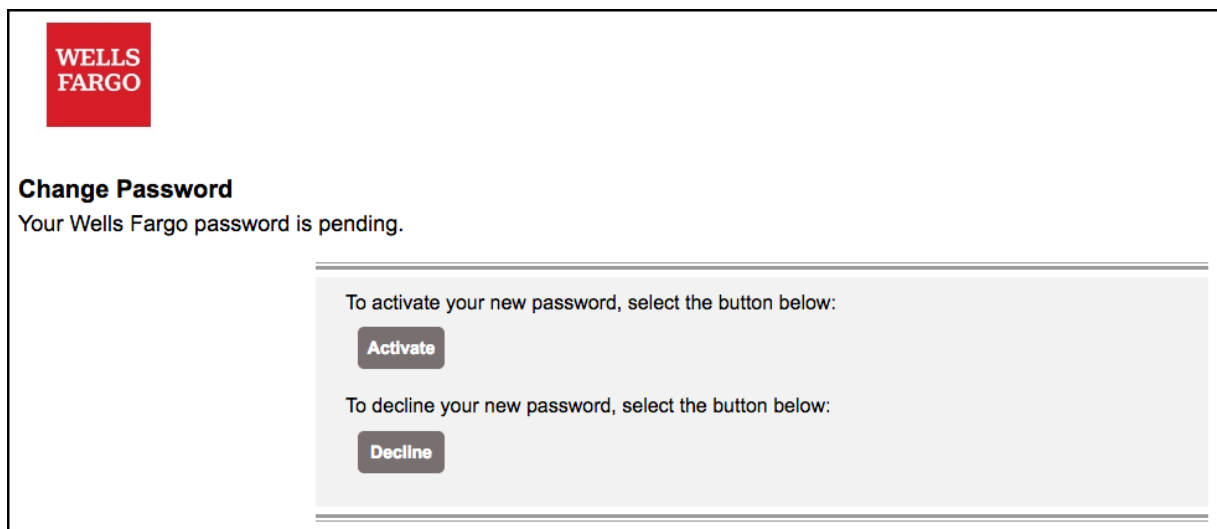 WELLS
FARGO
Change Password
Your Wells Fargo password is pending.
To activate your new password, select the button below:
Activate
To decline your new password, select the button below:
Decline